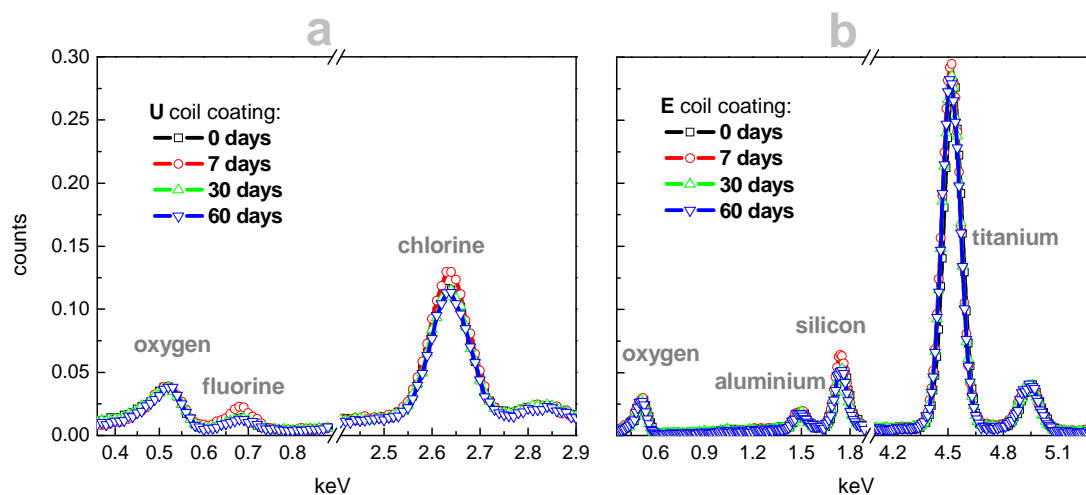 a
b
0.30
0.25
0.20
0.15
0.10
0.05
0.00
counts
U coil coating:
0 days
7 days
30 days
60 days
chlorine
oxygen
fluorine
0.4 0.5 0.6 0.7 0.8 2.5 2.6 2.7 2.8 2.9
keV
E coil coating:
0 days
7 days
30 days
60 days
titanium
silicon
oxygen
aluminium
0.6 0.9 1.2 1.5 1.8 4.2 4.5 4.8 5.1
keV